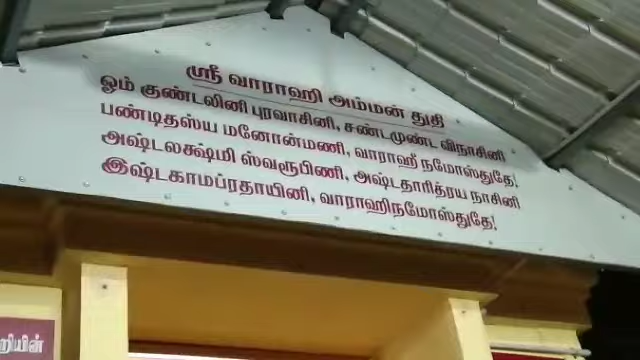 ஸ்ரீ வாராஹி அம்மன் துதி
ஓம் குண்டலினி புரவாசினி, சண்டமுண்ட விநாசினி
பண்டிதஸ்ய மனோன்மணி, வாராஹீ நமோஸ்துதே!
அஷ்டலக்ஷ்மி ஸ்வரூபிணி, அஷ்டதாரித்ரய நாசினி
இஷ்டகாமப்ரதாயினி, வாராஹிநமோஸ்துதே!
றியின்